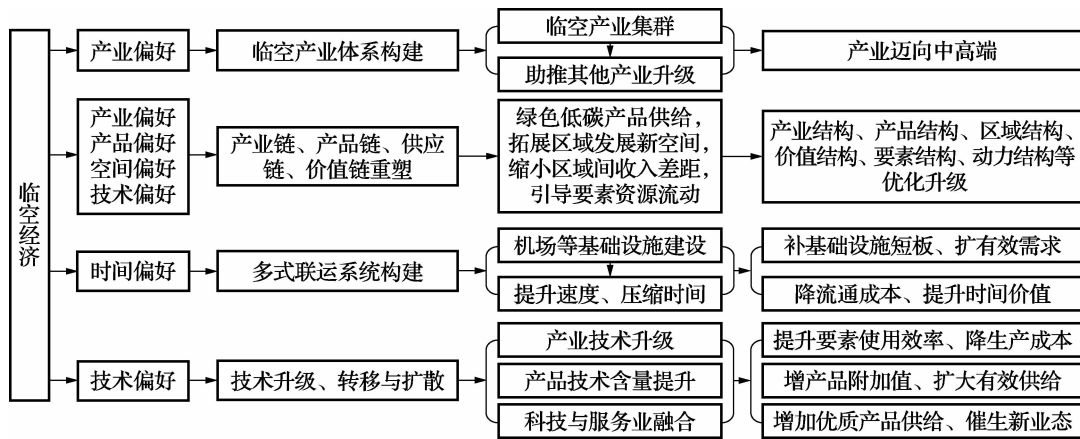 临空经济
产业偏好
临空产业体系构建
临空产业集群
助推其他产业升级
产业迈向中高端
产业偏好
产品偏好
空间偏好
技术偏好
产业链、产品链、供应
链、价值链重塑
绿色低碳产品供给，
拓展区域发展新空间，
缩小区域间收入差距，
引导要素资源流动
产业结构、产品结构、区域结构、
价值结构、要素结构、动力结构等
优化升级
时间偏好
多式联运系统构建
机场等基础设施建设
提升速度、压缩时间
补基础设施短板、扩有效需求
降流通成本、提升时间价值
技术偏好
技术升级、转移与扩散
产业技术升级
产品技术含量提升
科技与服务业融合
提升要素使用效率、降生产成本
增产品附加值、扩大有效供给
增加优质产品供给、催生新业态